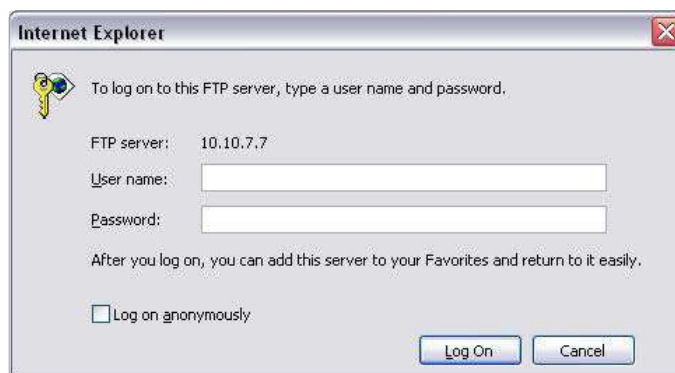 Internet Explorer
To log on to this FTP server, type a user name and password.
FTP server: 10.10.7.7
User name:
Password:
After you log on, you can add this server to your Favorites and return to it easily.
Log on anonymously
Log On Cancel